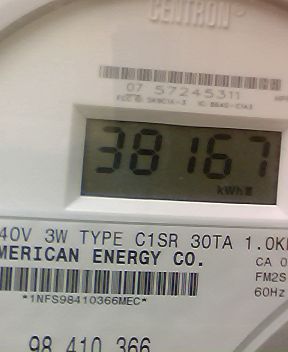 CENTRON®
07 57245311
38167
kWh
40V 3W TYPE C1SR 30TA 1.0K
MERICAN ENERGY CO.
CA 0
FM2S
60Hz
*1NFS98410366MEC*
98 410 366